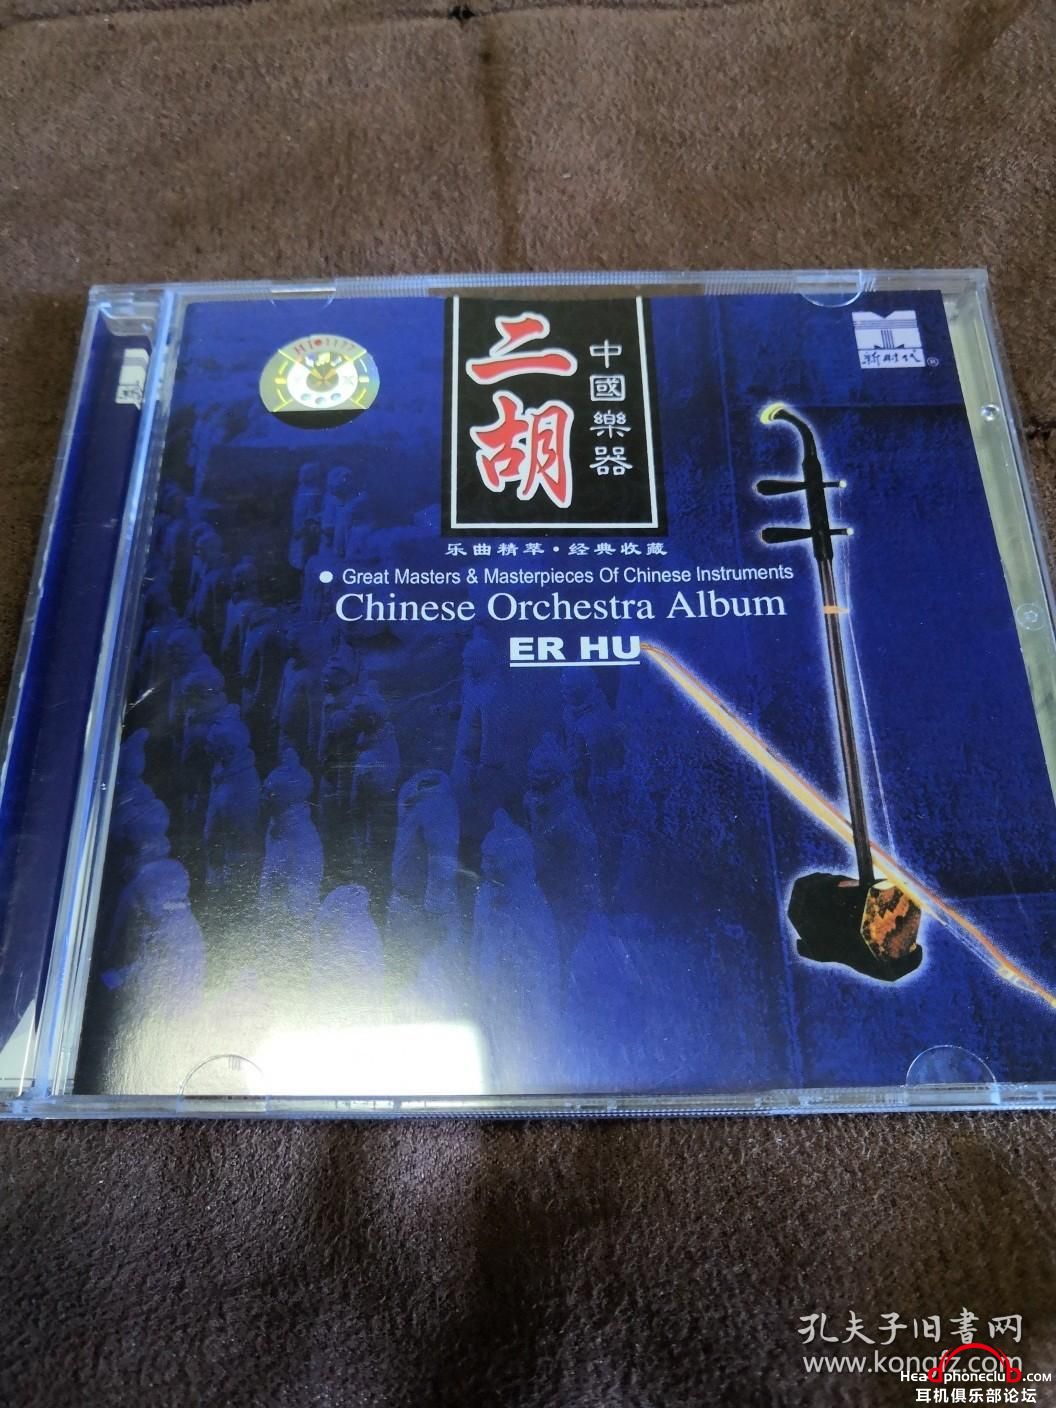 二胡
中國樂器
新时代®
乐曲精萃·经典收藏
● Great Masters & Masterpieces Of Chinese Instruments
Chinese Orchestra Album
ER HU
孔夫子旧書网
www.kongfz.com
Headphoneclub.com
耳机俱乐部论坛